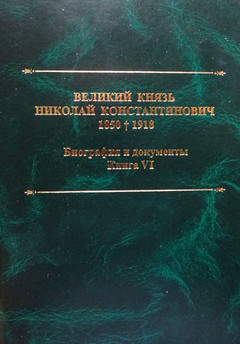 ВЕЛИКИЙ КНЯЗЬ
НИКОЛАЙ КОНСТАНТИНОВИЧ
1850 † 1918
Биография и документы
Книга VI